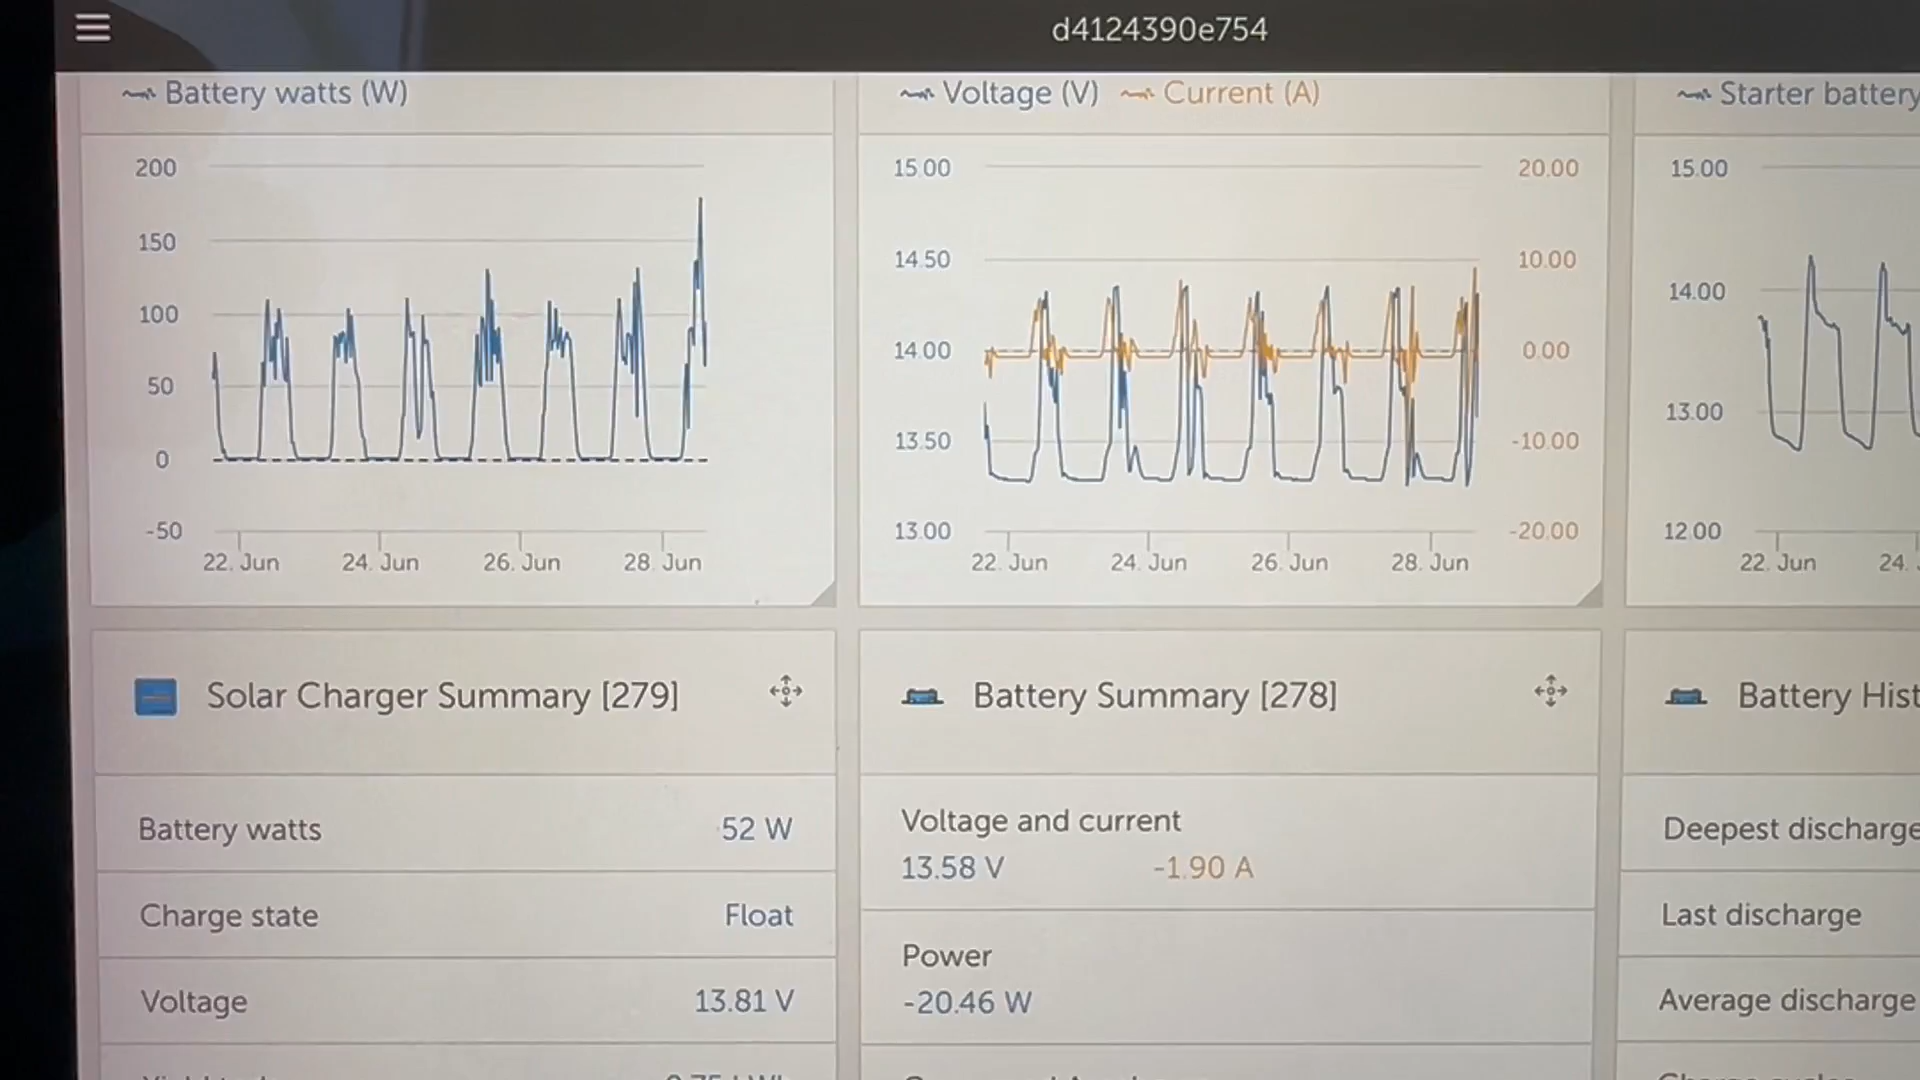 d4124390e754
Battery watts (W)
200
150
100
50
0
-50
22. Jun 24. Jun 26. Jun 28. Jun
Voltage (V) Current (A)
15.00 20.00
14.50 10.00
14.00 0.00
13.50 -10.00
13.00 -20.00
22. Jun 24. Jun 26. Jun 28. Jun
Starter battery
15.00
14.00
13.00
12.00
22. Jun 24.
Solar Charger Summary [279]
Battery watts 52 W
Charge state Float
Voltage 13.81 V
Battery Summary [278]
Voltage and current
13.58 V -1.90 A
Power
-20.46 W
Battery Hist
Deepest discharge
Last discharge
Average discharge